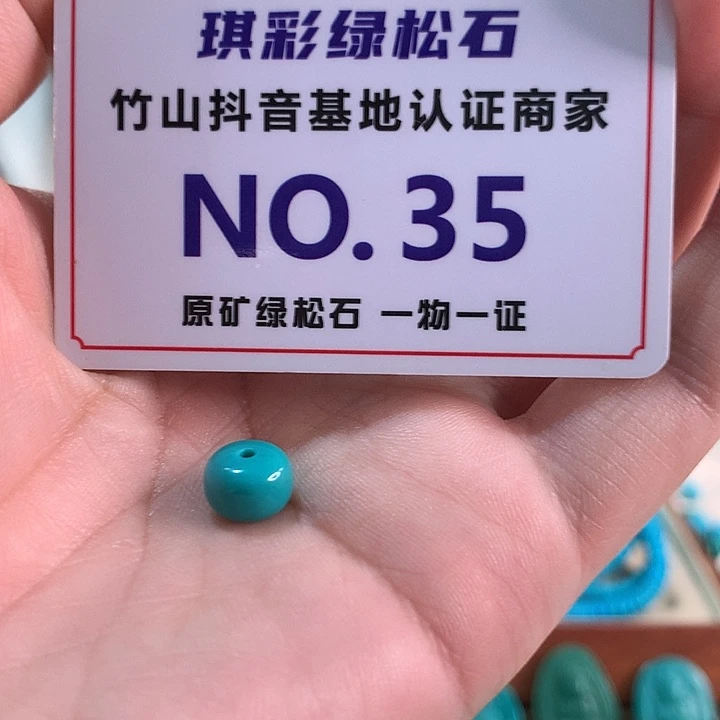 琪彩绿松石
竹山抖音基地认证商家
NO.35
原矿绿松石 一物一证